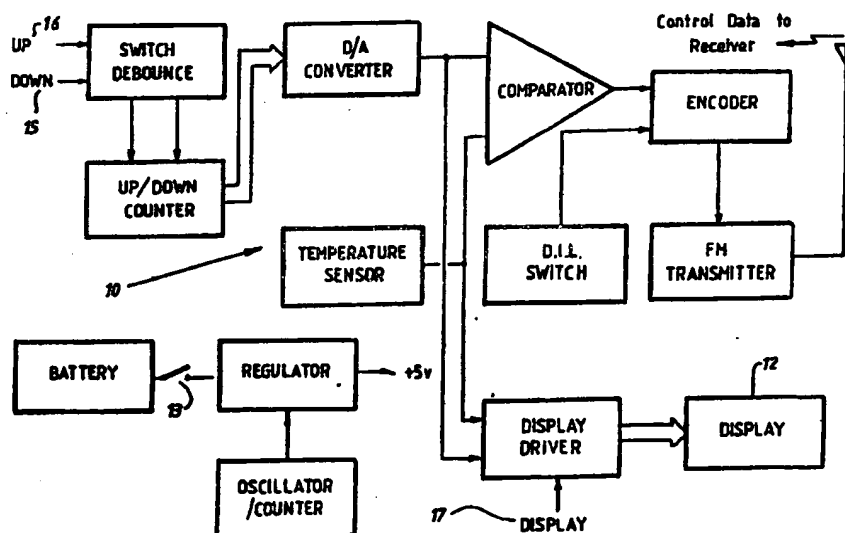 UP
16
DOWN
15
SWITCH
DEBOUNCE
D/A
CONVERTER
COMPARATOR
ENCODER
Control Data to
Receiver
UP/DOWN
COUNTER
10
TEMPERATURE
SENSOR
D.I.L.
SWITCH
FM
TRANSMITTER
BATTERY
13
REGULATOR
+5v
OSCILLATOR
/COUNTER
DISPLAY
DRIVER
12
DISPLAY
17
DISPLAY